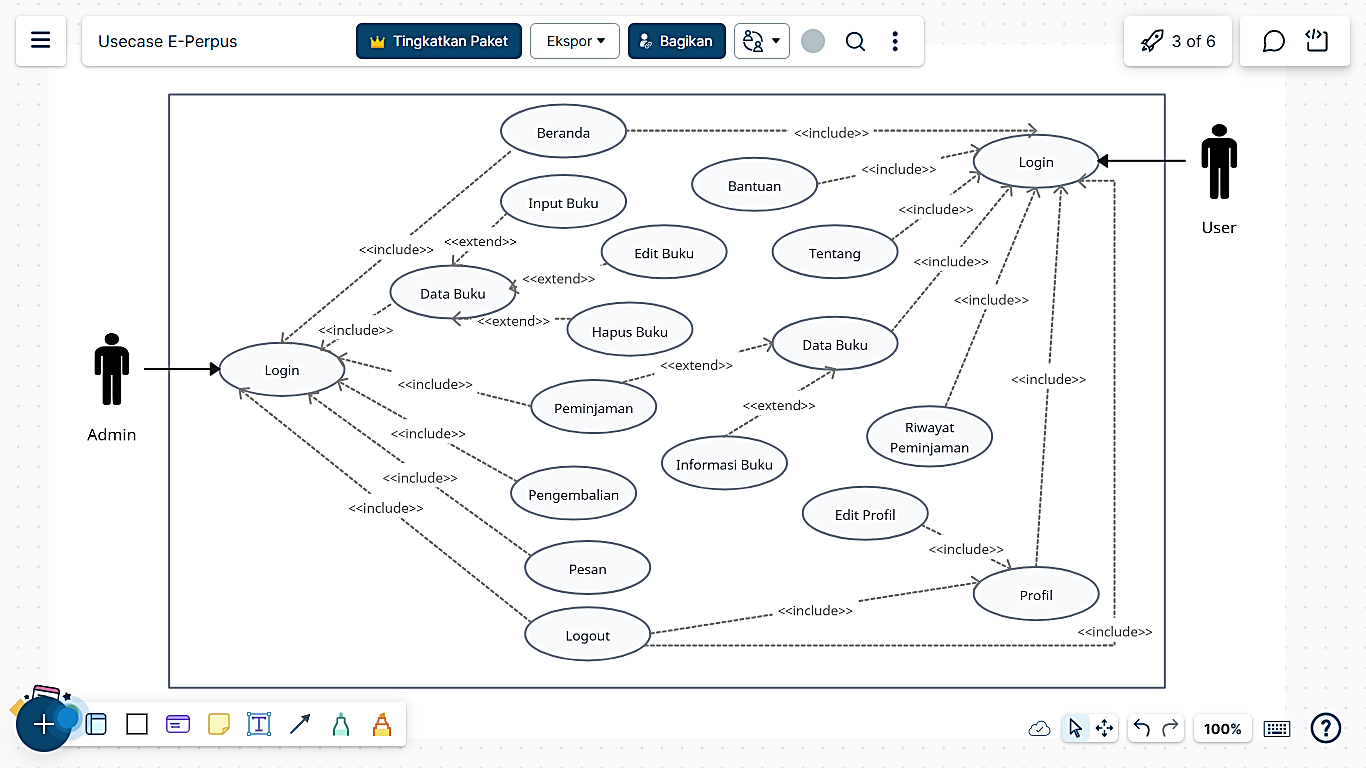 Usecase E-Perpus
Tingkatkan Paket
Ekspor
Bagikan
3 of 6
Beranda
<<include>>
Login
User
Bantuan
<<include>>
Input Buku
<<include>>
Tentang
<<include>>
<<extend>>
Edit Buku
<<include>>
<<extend>>
Data Buku
<<include>>
<<include>>
<<extend>>
Hapus Buku
Data Buku
Login
<<extend>>
<<include>>
<<include>>
Admin
Peminjaman
<<extend>>
<<include>>
Riwayat
Peminjaman
Informasi Buku
<<include>>
Pengembalian
<<include>>
Edit Profil
<<include>>
Pesan
Profil
<<include>>
Logout
<<include>>
100%